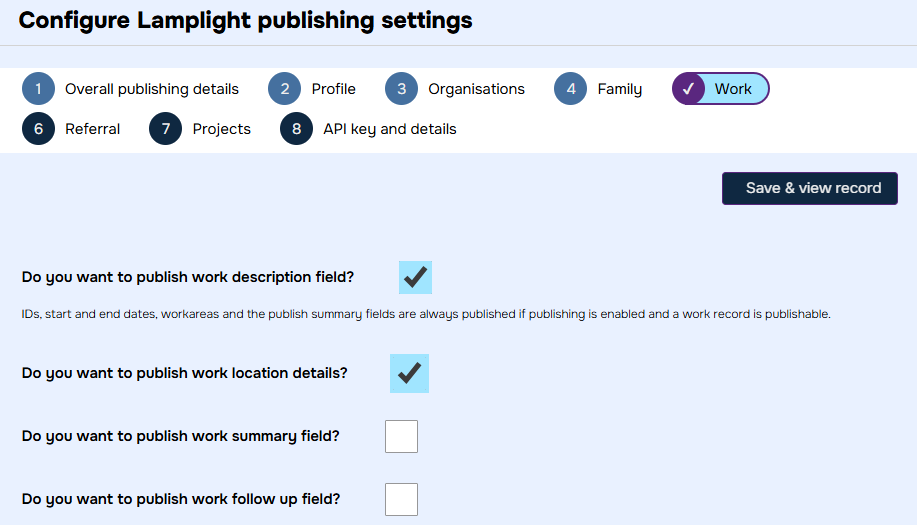 Configure Lamplight publishing settings
1 Overall publishing details 2 Profile 3 Organisations 4 Family ✓ Work
6 Referral 7 Projects 8 API key and details
Save & view record
Do you want to publish work description field?
IDs, start and end dates, workareas and the publish summary fields are always published if publishing is enabled and a work record is publishable.
Do you want to publish work location details?
Do you want to publish work summary field?
Do you want to publish work follow up field?